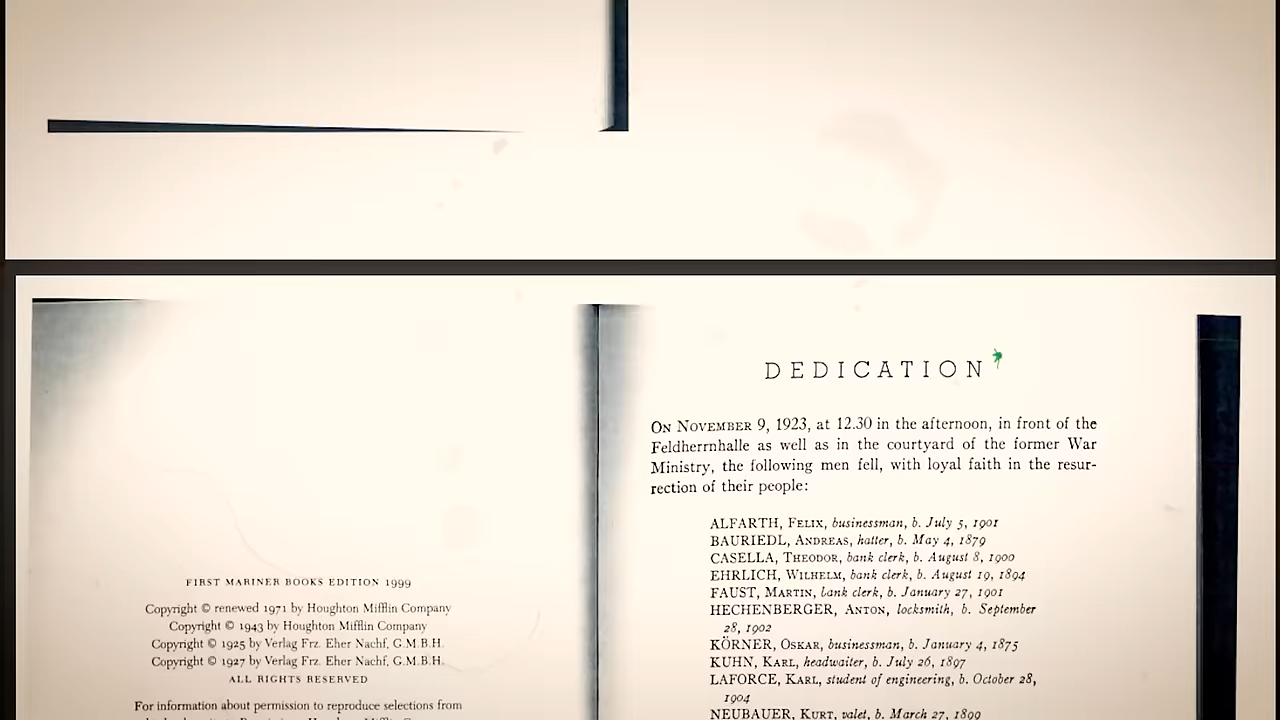 FIRST MARINER BOOKS EDITION 1999
Copyright © renewed 1971 by Houghton Mifflin Company
Copyright © 1943 by Houghton Mifflin Company
Copyright © 1925 by Verlag Frz. Eher Nachf, G.M.B.H.
Copyright © 1927 by Verlag Frz. Eher Nachf, G.M.B.H.
ALL RIGHTS RESERVED
For information about permission to reproduce selections from
DEDICATION
ON NOVEMBER 9, 1923, at 12.30 in the afternoon, in front of the
Feldherrnhalle as well as in the courtyard of the former War
Ministry, the following men fell, with loyal faith in the resur-
rection of their people:
ALFARTH, FELIX, businessman, b. July 5, 1901
BAURIEDL, ANDREAS, hatter, b. May 4, 1879
CASELLA, THEODOR, bank clerk, b. August 8, 1900
EHRLICH, WILHELM, bank clerk, b. August 19, 1894
FAUST, MARTIN, bank clerk, b. January 27, 1901
HECHENBERGER, ANTON, locksmith, b. September
28, 1902
KÖRNER, OSKAR, businessman, b. January 4, 1875
KUHN, KARL, headwaiter, b. July 26, 1897
LAFORCE, KARL, student of engineering, b. October 28,
1904
NEUBAUER, KURT, valet, b. March 27, 1899